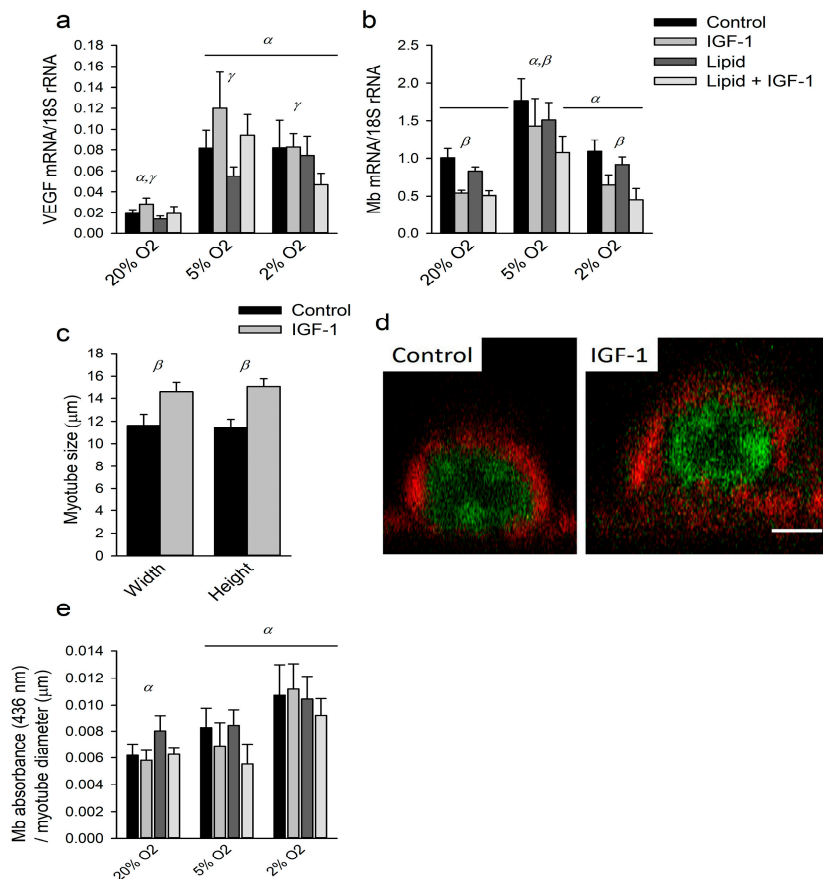 a
VEGF mRNA/18S rRNA
0.18
0.16
0.14
0.12
0.10
0.08
0.06
0.04
0.02
0.00
α
α,γ
γ
γ
20% O2
5% O2
2% O2
b
Mb mRNA/18S rRNA
2.5
2.0
1.5
1.0
0.5
0.0
α,β
α
β
β
20% O2
5% O2
2% O2
Control
IGF-1
Lipid
Lipid + IGF-1
c
Control
IGF-1
Myotube size (μm)
18
16
14
12
10
8
6
4
2
0
β
β
Width
Height
d
Control
IGF-1
e
Mb absorbance (436 nm)
/ myotube diameter (μm)
0.014
0.012
0.010
0.008
0.006
0.004
0.002
0.000
α
α
20% O2
5% O2
2% O2